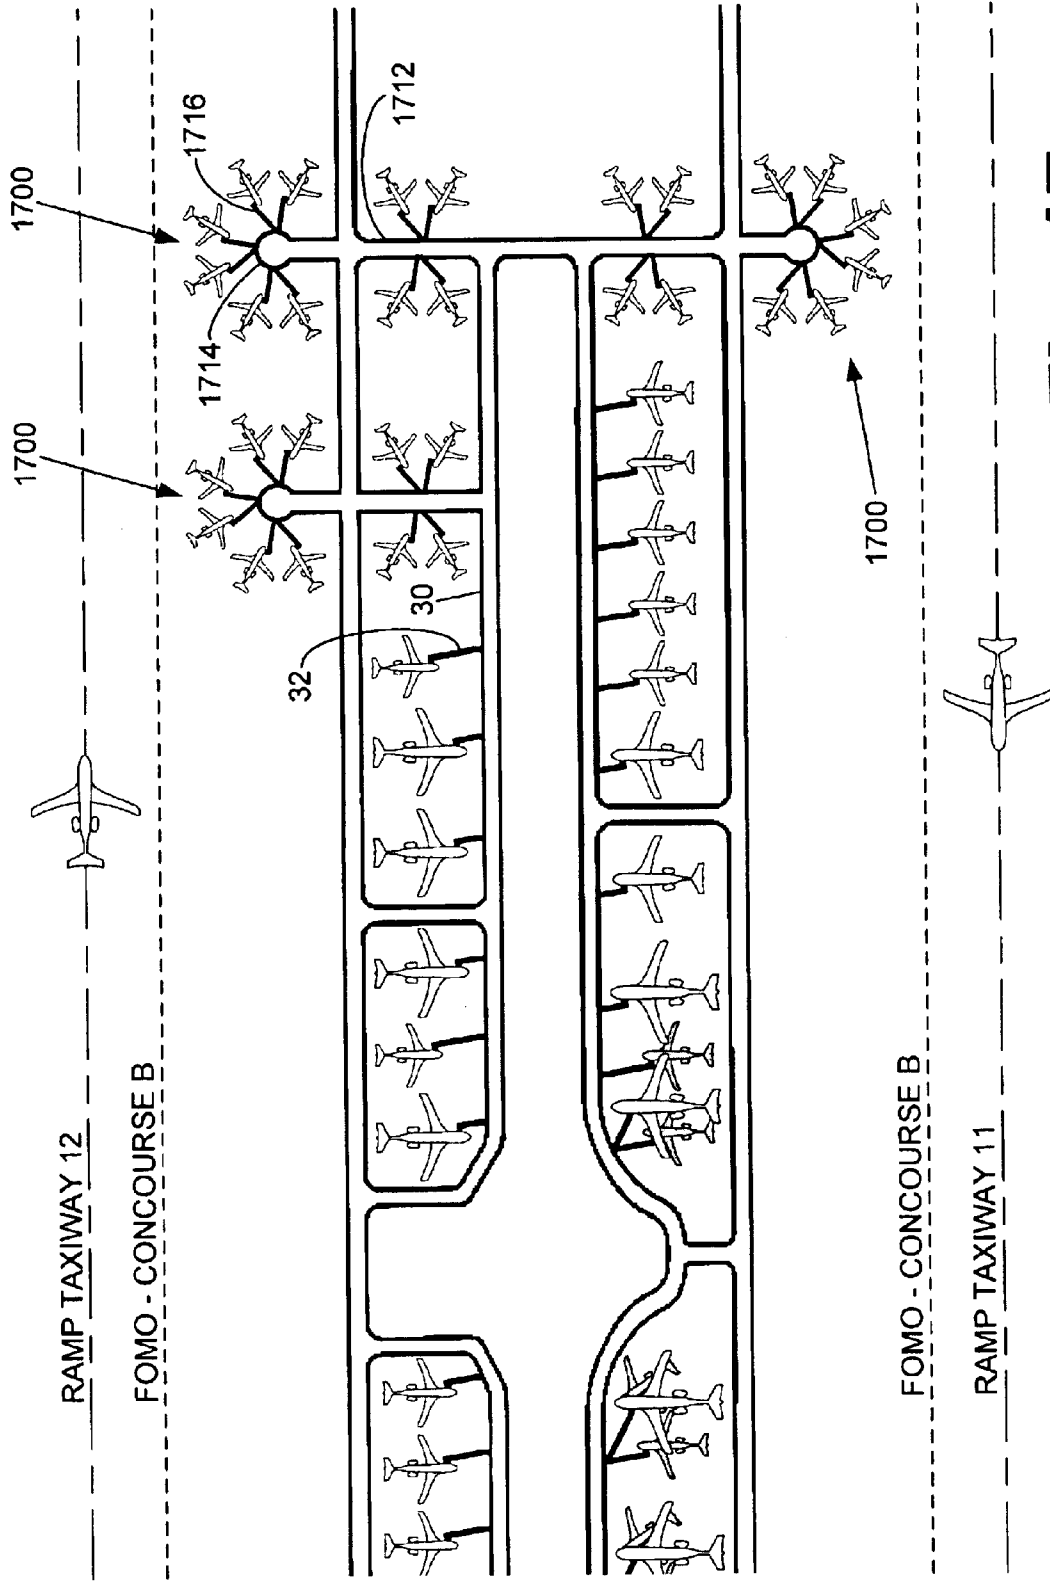 RAMP TAXIWAY 12
FOMO - CONCOURSE B
1700
1700
1714
1716
1712
32
30
1700
FOMO - CONCOURSE B
RAMP TAXIWAY 11